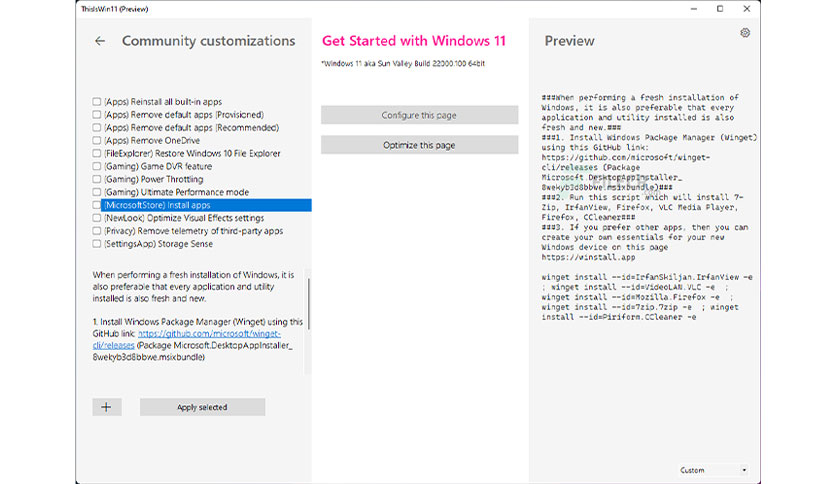 ThisIsWin11 (Preview)
← Community customizations
(Apps) Reinstall all built-in apps
(Apps) Remove default apps (Provisioned)
(Apps) Remove default apps (Recommended)
(Apps) Remove OneDrive
(FileExplorer) Restore Windows 10 File Explorer
(Gaming) Game DVR feature
(Gaming) Power Throttling
(Gaming) Ultimate Performance mode
(MicrosoftStore) Install apps
(NewLook) Optimize Visual Effects settings
(Privacy) Remove telemetry of third-party apps
(SettingsApp) Storage Sense
When performing a fresh installation of Windows, it is
also preferable that every application and utility
installed is also fresh and new.
1. Install Windows Package Manager (Winget) using this
GitHub link: https://github.com/microsoft/winget-
cli/releases (Package Microsoft.DesktopAppInstaller_
8wekyb3d8bbwe.msixbundle)
+
Apply selected
Get Started with Windows 11
*Windows 11 aka Sun Valley Build 22000.100 64bit
Configure this page
Optimize this page
Preview
###When performing a fresh installation of
Windows, it is also preferable that every
application and utility installed is also
fresh and new.###
###1. Install Windows Package Manager (Winget)
using this GitHub link:
https://github.com/microsoft/winget-
cli/releases (Package
Microsoft.DesktopAppInstaller_
8wekyb3d8bbwe.msixbundle)###
###2. Run this script which will install 7-
Zip, IrfanView, Firefox, VLC Media Player,
Firefox, CCleaner###
###3. If you prefer other apps, then you can
create your own essentials for your new
Windows device on this page
https://winstall.app
winget install --id=IrfanSkiljan.IrfanView -e
; winget install --id=VideoLAN.VLC -e ;
winget install --id=Mozilla.Firefox -e ;
winget install --id=7zip.7zip -e ; winget
install --id=Piriform.CCleaner -e
Custom